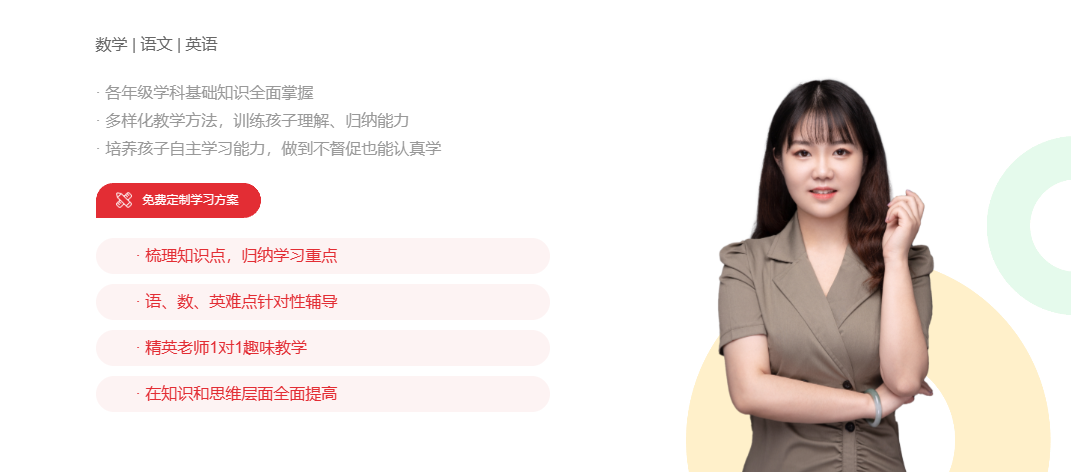 数学 | 语文 | 英语
· 各年级学科基础知识全面掌握
· 多样化教学方法，训练孩子理解、归纳能力
· 培养孩子自主学习能力，做到不督促也能认真学
免费定制学习方案
· 梳理知识点，归纳学习重点
· 语、数、英难点针对性辅导
· 精英老师1对1趣味教学
· 在知识和思维层面全面提高